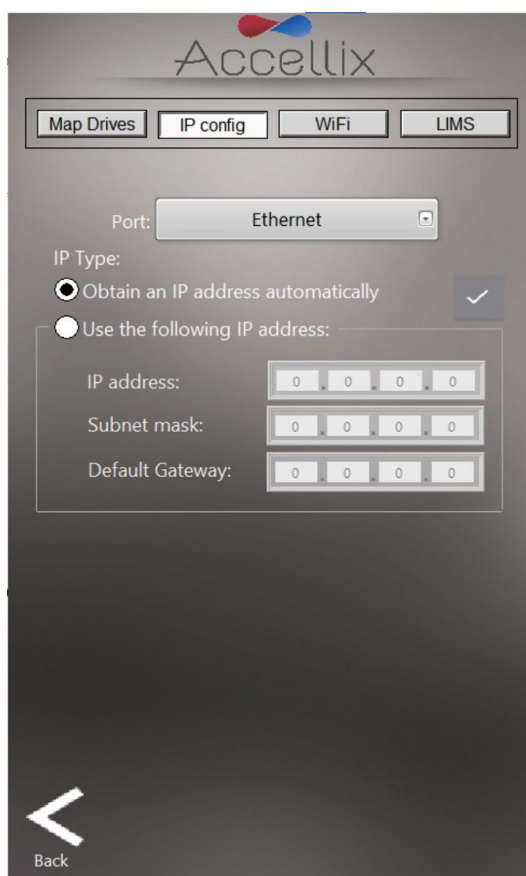 Accellix
Map Drives IP config WiFi LIMS
Port: Ethernet
IP Type:
Obtain an IP address automatically
Use the following IP address:
IP address: 0 . 0 . 0 . 0
Subnet mask: 0 . 0 . 0 . 0
Default Gateway: 0 . 0 . 0 . 0
Back